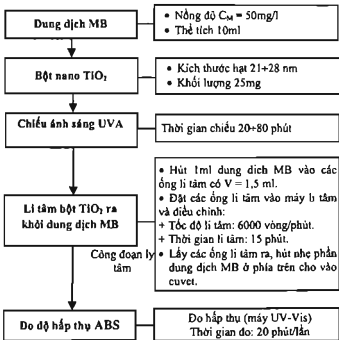 Dung dịch MB
• Nồng độ C_M = 50mg/l
• Thể tích 10ml
Bột nano TiO₂
• Kích thước hạt 21÷28 nm
• Khối lượng 25mg
Chiếu ánh sáng UVA
Thời gian chiếu 20÷80 phút
Li tâm bột TiO₂ ra
khỏi dung dịch MB
• Hút 1ml dung dịch MB vào các
ống li tâm có V = 1,5 ml.
• Đặt các ống li tâm vào máy li tâm
và điều chỉnh:
+ Tốc độ li tâm: 6000 vòng/phút.
+ Thời gian li tâm: 15 phút.
• Lấy các ống li tâm ra, hút nhẹ phần
dung dịch MB ở phía trên cho vào
cuvet.
Công đoạn ly
tâm
Đo độ hấp thụ ABS
Đo hấp thụ (máy UV-Vis)
Thời gian đo: 20 phút/lần